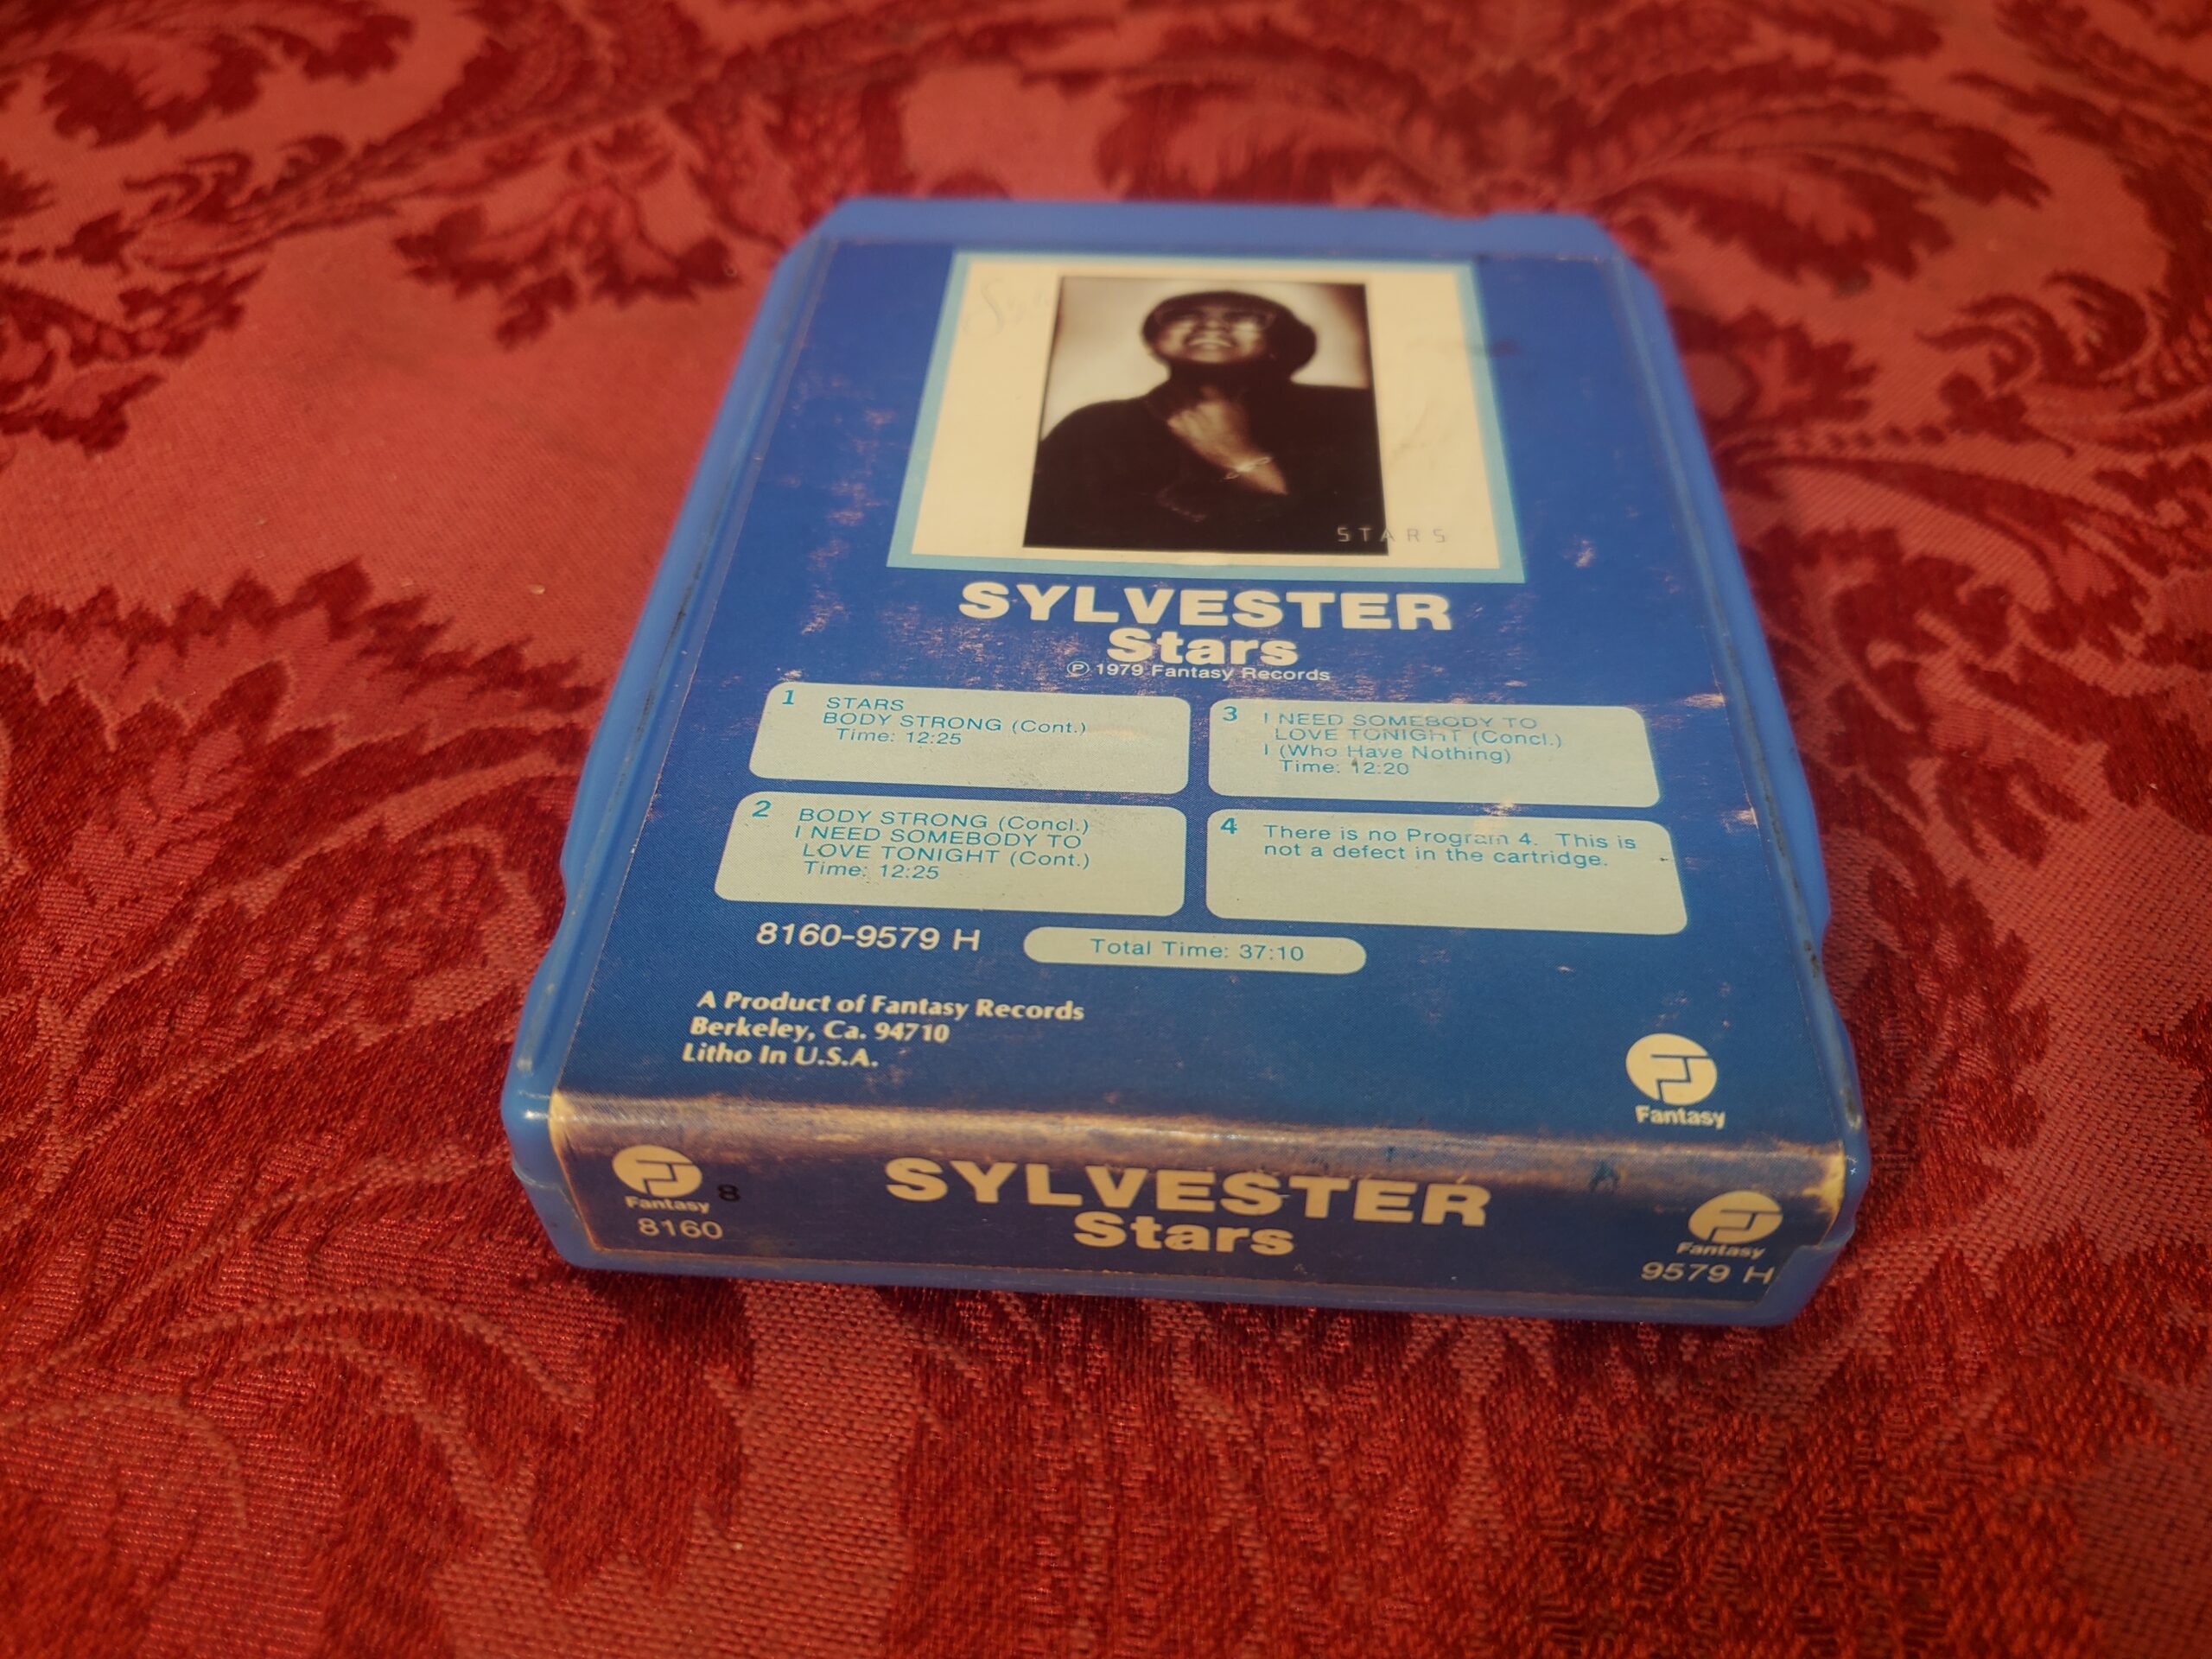 STARS
SYLVESTER
Stars
℗ 1979 Fantasy Records
1 STARS
BODY STRONG (Cont.)
Time: 12:25
2 BODY STRONG (Concl.)
I NEED SOMEBODY TO
LOVE TONIGHT (Cont.)
Time: 12:25
3 I NEED SOMEBODY TO
LOVE TONIGHT (Concl.)
I (Who Have Nothing)
Time: 12:20
4 There is no Program 4. This is
not a defect in the cartridge.
8160-9579 H
Total Time: 37:10
A Product of Fantasy Records
Berkeley, Ca. 94710
Litho In U.S.A.
Fantasy
Fantasy 8
8160
SYLVESTER
Stars
Fantasy
9579 H